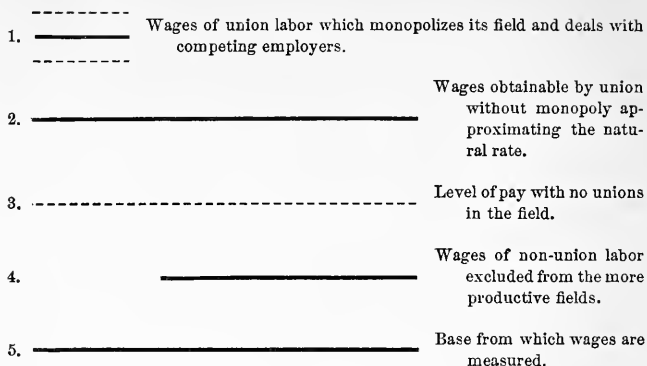 1. Wages of union labor which monopolizes its field and deals with
competing employers.
2. Wages obtainable by union
without monopoly ap-
proximating the natu-
ral rate.
3. Level of pay with no unions
in the field.
4. Wages of non-union labor
excluded from the more
productive fields.
5. Base from which wages are
measured.